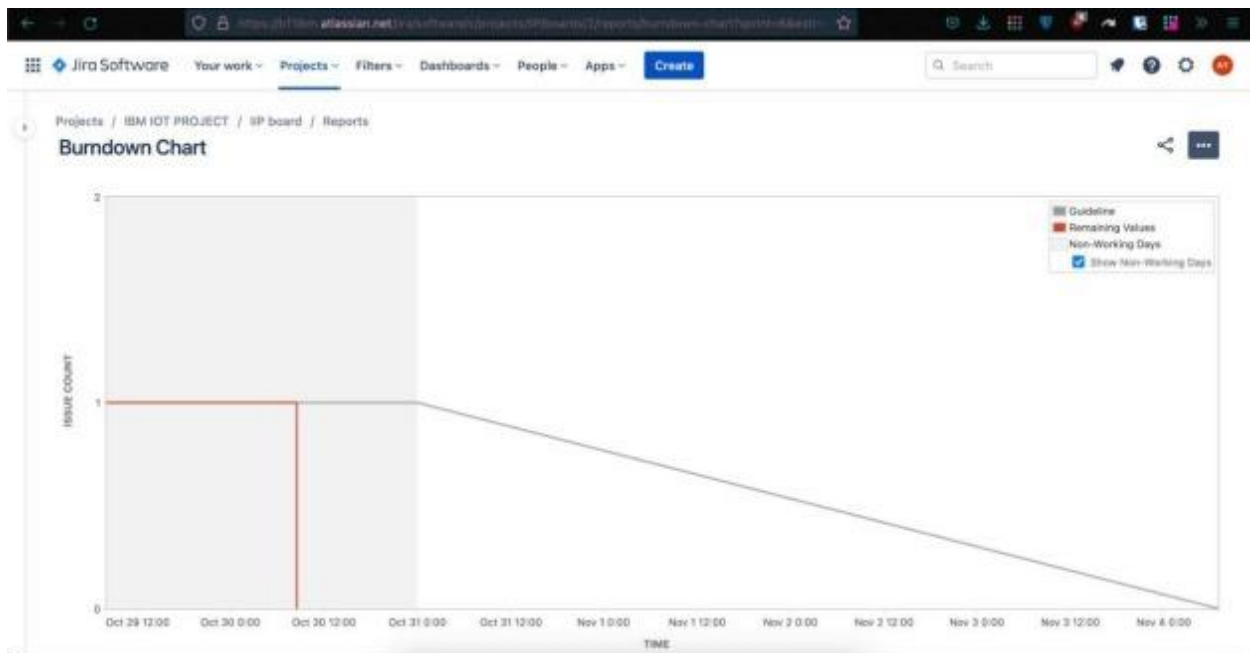 atlassian.net
Jira Software Your work Projects Filters Dashboards People Apps Create Search
Projects / IBM IOT PROJECT / IIP board / Reports
Burndown Chart
2
Guideline
Remaining Values
Non-Working Days
Show Non-Working Days
ISSUE COUNT
1
0
Oct 29 12:00 Oct 30 0:00 Oct 30 12:00 Oct 31 0:00 Oct 31 12:00 Nov 1 0:00 Nov 1 12:00 Nov 2 0:00 Nov 2 12:00 Nov 3 0:00 Nov 3 12:00 Nov 4 0:00
TIME